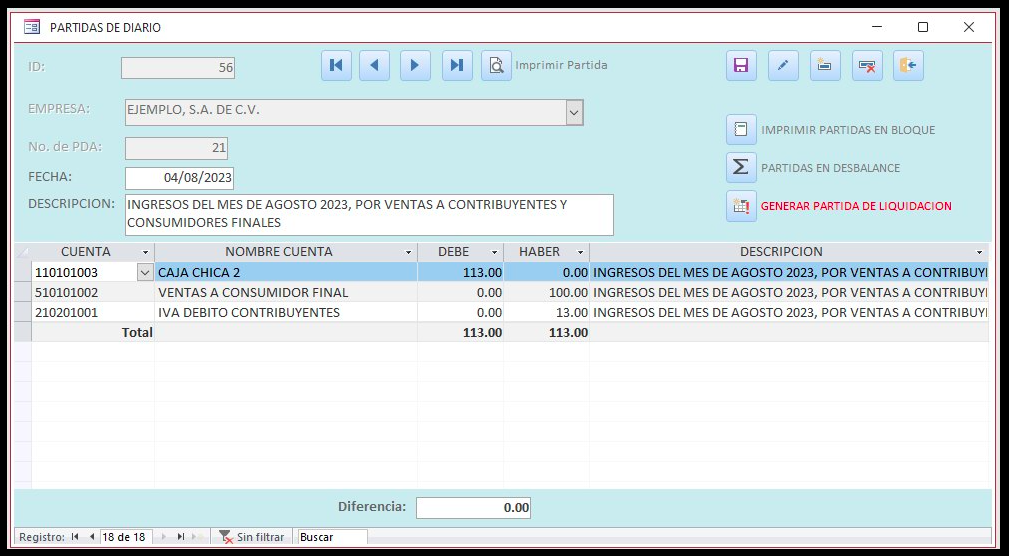 PARTIDAS DE DIARIO
ID: 56
Imprimir Partida
EMPRESA: EJEMPLO, S.A. DE C.V.
IMPRIMIR PARTIDAS EN BLOQUE
No. de PDA: 21
PARTIDAS EN DESBALANCE
FECHA: 04/08/2023
DESCRIPCION: INGRESOS DEL MES DE AGOSTO 2023, POR VENTAS A CONTRIBUYENTES Y
CONSUMIDORES FINALES
GENERAR PARTIDA DE LIQUIDACION
CUENTA NOMBRE CUENTA DEBE HABER DESCRIPCION
110101003 CAJA CHICA 2 113.00 0.00 INGRESOS DEL MES DE AGOSTO 2023, POR VENTAS A CONTRIBUYI
510101002 VENTAS A CONSUMIDOR FINAL 0.00 100.00 INGRESOS DEL MES DE AGOSTO 2023, POR VENTAS A CONTRIBUYI
210201001 IVA DEBITO CONTRIBUYENTES 0.00 13.00 INGRESOS DEL MES DE AGOSTO 2023, POR VENTAS A CONTRIBUYI
Total 113.00 113.00
Diferencia: 0.00
Registro: 18 de 18 Sin filtrar Buscar